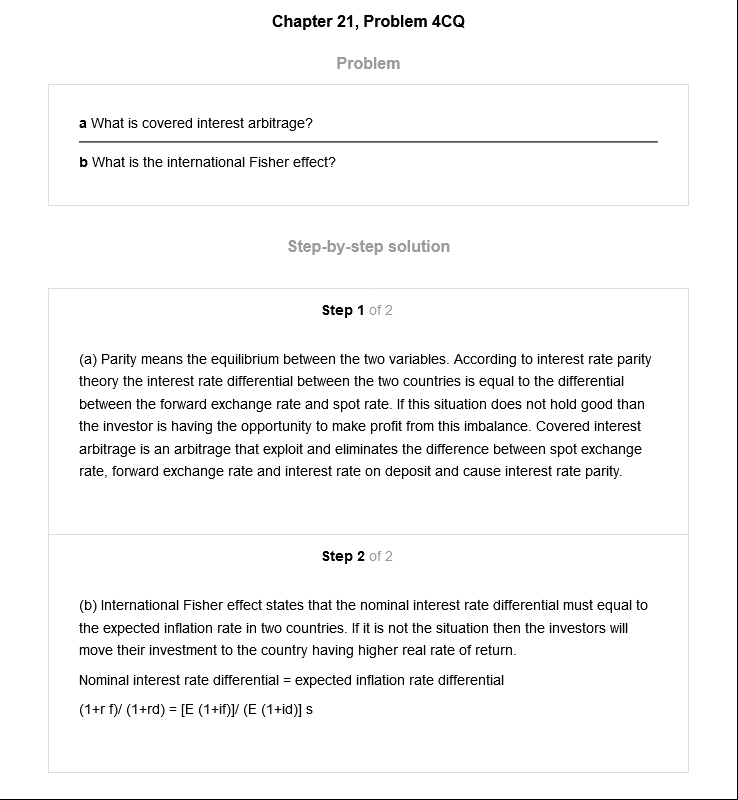 Chapter 21, Problem 4CQ
Problem
a What is covered interest arbitrage?
b What is the international Fisher effect?
Step-by-step solution
Step 1 of 2
(a) Parity means the equilibrium between the two variables. According to interest rate parity
theory the interest rate differential between the two countries is equal to the differential
between the forward exchange rate and spot rate. If this situation does not hold good than
the investor is having the opportunity to make profit from this imbalance. Covered interest
arbitrage is an arbitrage that exploit and eliminates the difference between spot exchange
rate, forward exchange rate and interest rate on deposit and cause interest rate parity.
Step 2 of 2
(b) International Fisher effect states that the nominal interest rate differential must equal to
the expected inflation rate in two countries. If it is not the situation then the investors will
move their investment to the country having higher real rate of return.
Nominal interest rate differential = expected inflation rate differential
(1+r f)/ (1+rd) = [E (1+if)]/ (E (1+id)] s